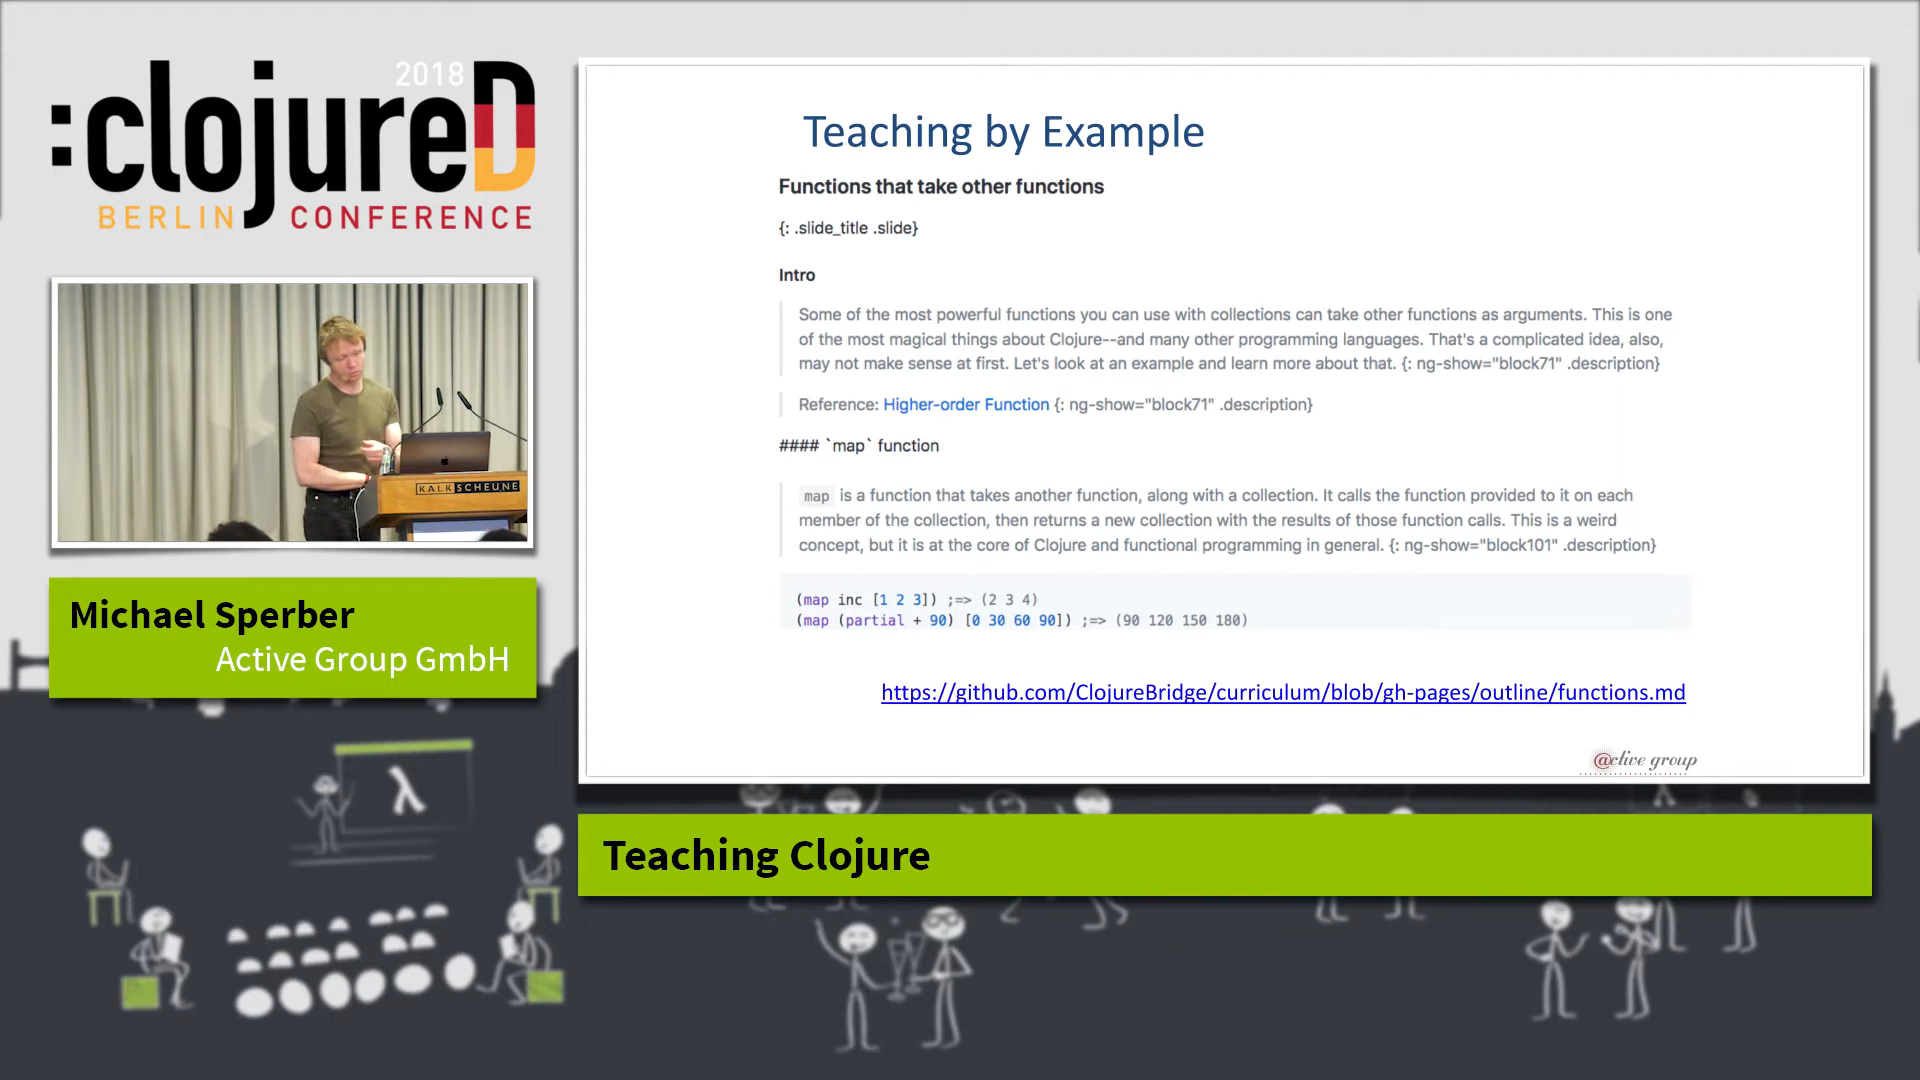 2018
:clojureD
BERLIN CONFERENCE
KALKSCHEUNE
Michael Sperber
Active Group GmbH
Teaching by Example
Functions that take other functions
{: .slide_title .slide}
Intro
Some of the most powerful functions you can use with collections can take other functions as arguments. This is one
of the most magical things about Clojure--and many other programming languages. That's a complicated idea, also,
may not make sense at first. Let's look at an example and learn more about that. {: ng-show="block71" .description}
Reference: Higher-order Function {: ng-show="block71" .description}
#### `map` function
map is a function that takes another function, along with a collection. It calls the function provided to it on each
member of the collection, then returns a new collection with the results of those function calls. This is a weird
concept, but it is at the core of Clojure and functional programming in general. {: ng-show="block101" .description}
(map inc [1 2 3]) ;=> (2 3 4)
(map (partial + 90) [0 30 60 90]) ;=> (90 120 150 180)
https://github.com/ClojureBridge/curriculum/blob/gh-pages/outline/functions.md
@ctive group
Teaching Clojure
λ